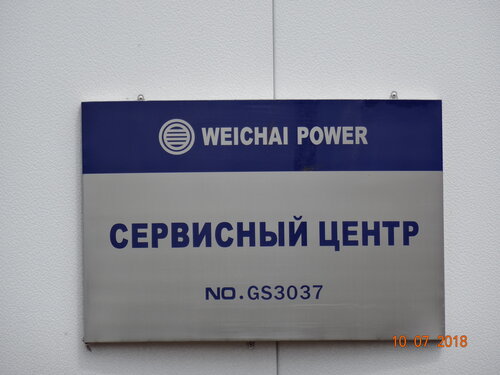 WEICHAI POWER
СЕРВИСНЫЙ ЦЕНТР
NO.GS3037
10 07 2018